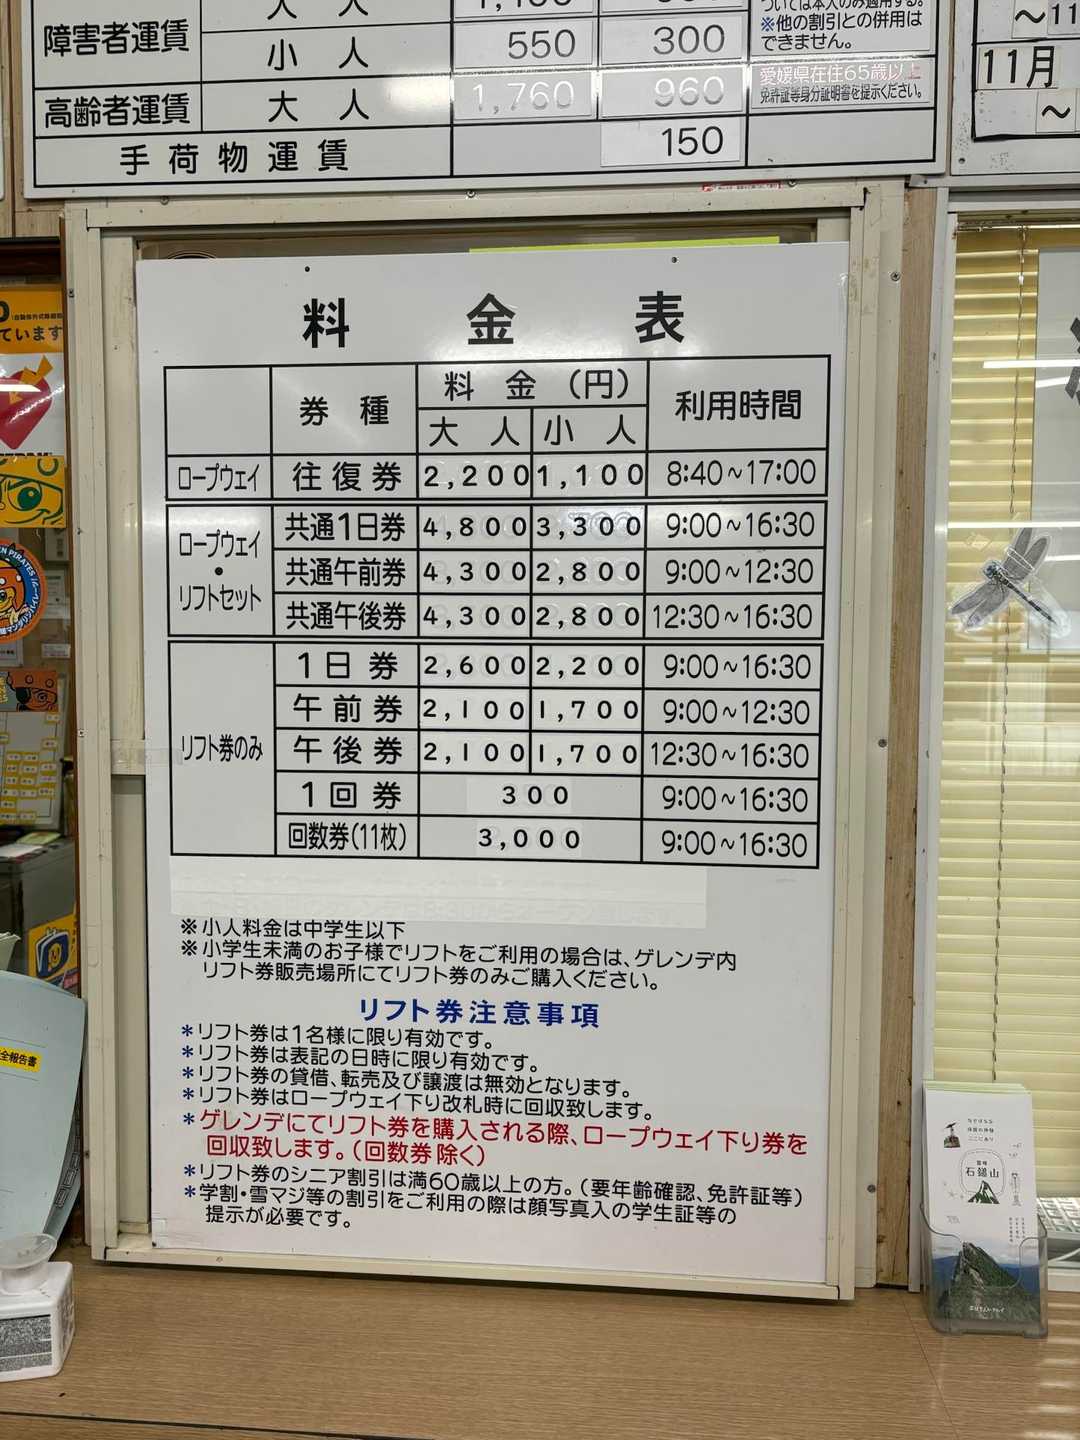 大人
障害者運賃
小人 550 300
できません。
※他の割引との併用は
高齢者運賃 大人 1,760 960
愛媛県在住65歳以上
免許証等身分証明書を提示ください。
手荷物運賃 150
11月
～
料金表
券種 料金（円） 利用時間
大人 小人
ロープウェイ 往復券 2,200 1,100 8:40~17:00
ロープウェイ・リフトセット
共通1日券 4,800 3,300 9:00~16:30
共通午前券 4,300 2,800 9:00~12:30
共通午後券 4,300 2,800 12:30~16:30
リフト券のみ
1日券 2,600 2,200 9:00~16:30
午前券 2,100 1,700 9:00~12:30
午後券 2,100 1,700 12:30~16:30
1回券 300 9:00~16:30
回数券(11枚) 3,000 9:00~16:30
※小人料金は中学生以下
※小学生未満のお子様でリフトをご利用の場合は、ゲレンデ内
リフト券販売場所にてリフト券のみご購入ください。
リフト券注意事項
*リフト券は1名様に限り有効です。
*リフト券は表記の日時に限り有効です。
*リフト券の貸借、転売及び譲渡は無効となります。
*リフト券はロープウェイ下り改札時に回収致します。
*ゲレンデにてリフト券を購入される際、ロープウェイ下り券を
回収致します。(回数券除く)
*リフト券のシニア割引は満60歳以上の方。(要年齢確認、免許証等)
*学割・雪マジ等の割引をご利用の際は顔写真入の学生証等の
提示が必要です。
ています
全報告書
石鎚山